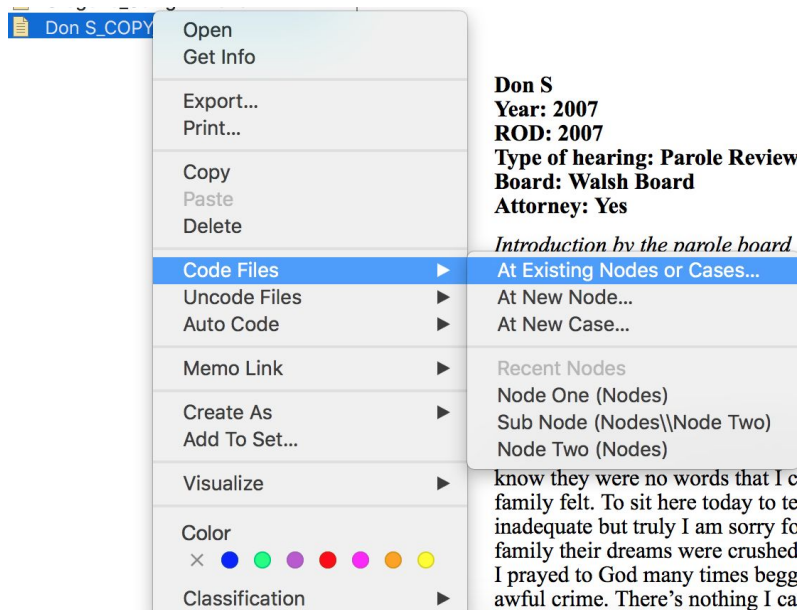 Don S_COPY
Open
Get Info
Export...
Print...
Copy
Paste
Delete
Code Files
Uncode Files
Auto Code
Memo Link
Create As
Add To Set...
Visualize
Color
Classification
At Existing Nodes or Cases...
At New Node...
At New Case...
Recent Nodes
Node One (Nodes)
Sub Node (Nodes\\Node Two)
Node Two (Nodes)
Don S
Year: 2007
ROD: 2007
Type of hearing: Parole Review
Board: Walsh Board
Attorney: Yes
Introduction by the parole board
know they were no words that I c
family felt. To sit here today to te
inadequate but truly I am sorry fo
family their dreams were crushed
I prayed to God many times begg
awful crime. There's nothing I ca